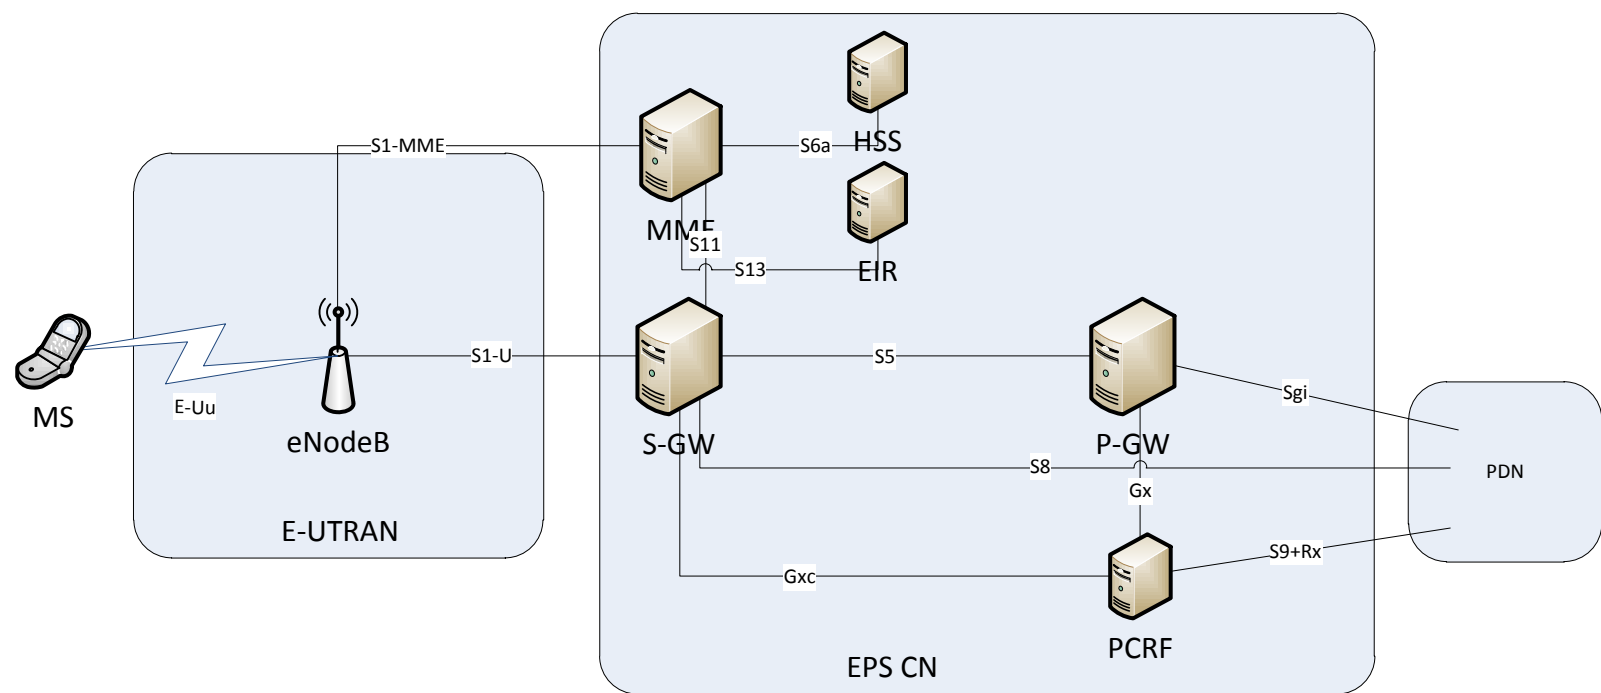 HSS
S1-MME
S6a
MME
S11
S13
EIR
S1-U
S5
Sgi
E-Uu
MS
eNodeB
S-GW
P-GW
S8
PDN
Gx
E-UTRAN
S9+Rx
Gxc
PCRF
EPS CN